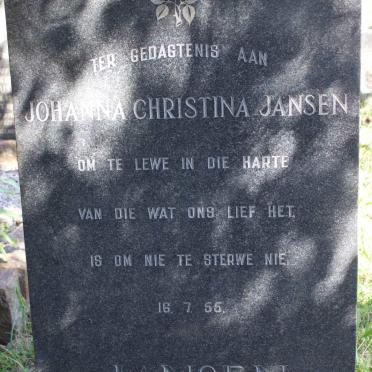 TER GEDAGTENIS AAN
JOHANNA CHRISTINA JANSEN
OM TE LEWE IN DIE HARTE
VAN DIE WAT ONS LIEF HET,
IS OM NIE TE STERWE NIE.
16. 7. 55.
JANSEN